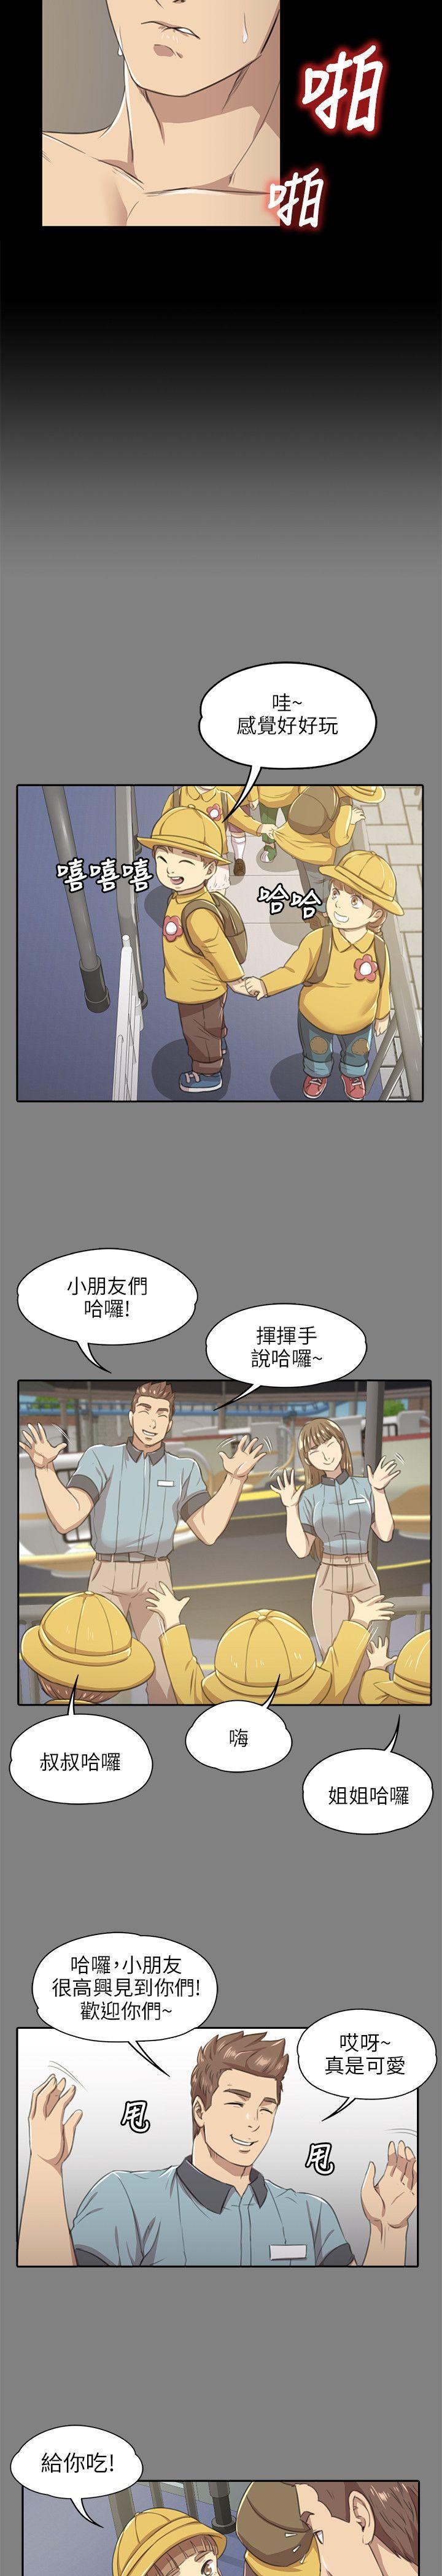 啪
啪
哇~
感覺好好玩
嘻嘻嘻
哈哈
小朋友們
哈囉!
揮揮手
說哈囉~
叔叔哈囉
嗨
姐姐哈囉
哈囉,小朋友
很高興見到你們!
歡迎你們~
哎呀~
真是可愛
甩
甩
給你吃!